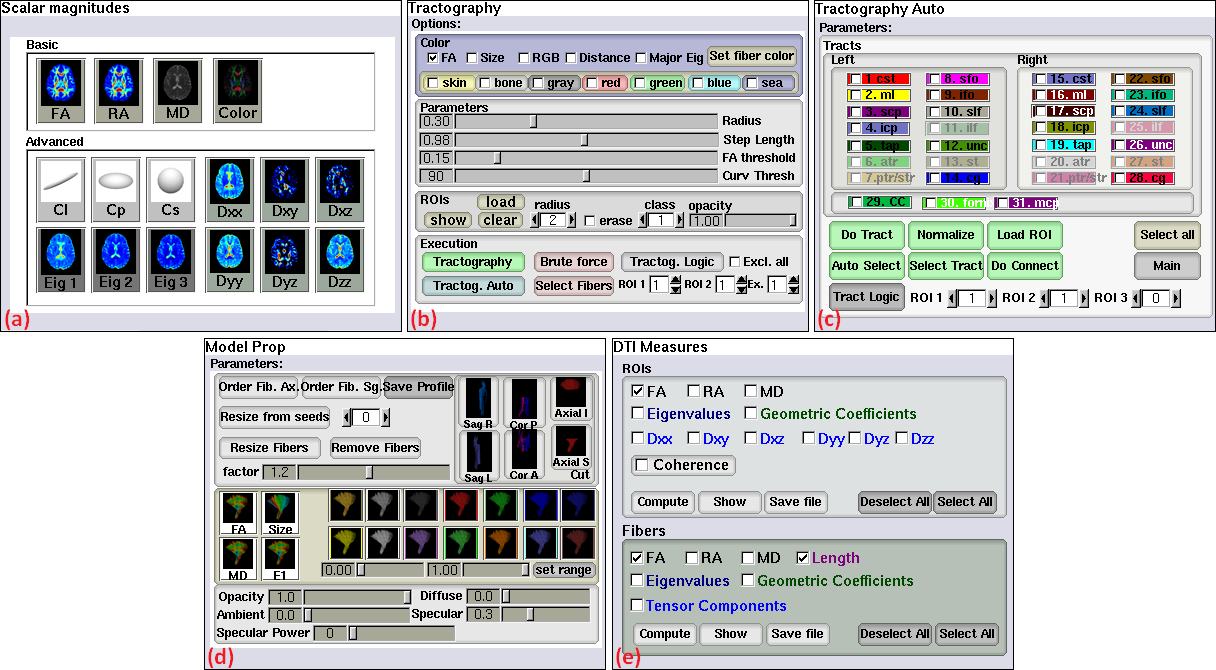 Scalar magnitudes
Basic
FA RA MD Color
Advanced
Cl Cp Cs Dxx Dxy Dxz
Eig 1 Eig 2 Eig 3 Dyy Dyz Dzz
(a)
Tractography
Options:
Color
FA Size RGB Distance Major Eig Set fiber color
skin bone gray red green blue sea
Parameters
0.30 Radius
0.98 Step Length
0.15 FA threshold
90 Curv Thresh
ROIs load radius class opacity
show clear 2 erase 1 1.00
Execution
Tractography Brute force Tractog. Logic Excl. all
Tractog. Auto Select Fibers ROI 1 1 ROI 2 1 Ex. 1
(b)
Tractography Auto
Parameters:
Tracts
Left Right
1 cst 8. sfo 15. cst 22. sfo
2. ml 9. ifo 16. ml 23. ifo
3. scp 10. slf 17. scp 24. slf
4. icp 11. ilf 18. icp 25. ilf
5. tap 12. unc 19. tap 26. unc
6. atr 13. st 20. atr 27. st
7.ptr/str 14. cg 21.ptr/str 28. cg
29. CC 30. forn 31. mcp
Do Tract Normalize Load ROI Select all
Auto Select Select Tract Do Connect Main
Tract Logic ROI 1 1 ROI 2 1 ROI 3 0
(c)
Model Prop
Parameters:
Order Fib. Ax. Order Fib. Sg. Save Profile
Resize from seeds 0
Sag R Cor P Axial I
Resize Fibers Remove Fibers
factor 1.2
Sag L Cor A Axial S
Cut
FA Size
MD E1
0.00 1.00 set range
Opacity 1.0 Diffuse 0.0
Ambient 0.0 Specular 0.3
Specular Power 0
(d)
DTI Measures
ROIs
FA RA MD
Eigenvalues Geometric Coefficients
Dxx Dxy Dxz Dyy Dyz Dzz
Coherence
Compute Show Save file Deselect All Select All
Fibers
FA RA MD Length
Eigenvalues Geometric Coefficients
Tensor Components
Compute Show Save file Deselect All Select All
(e)